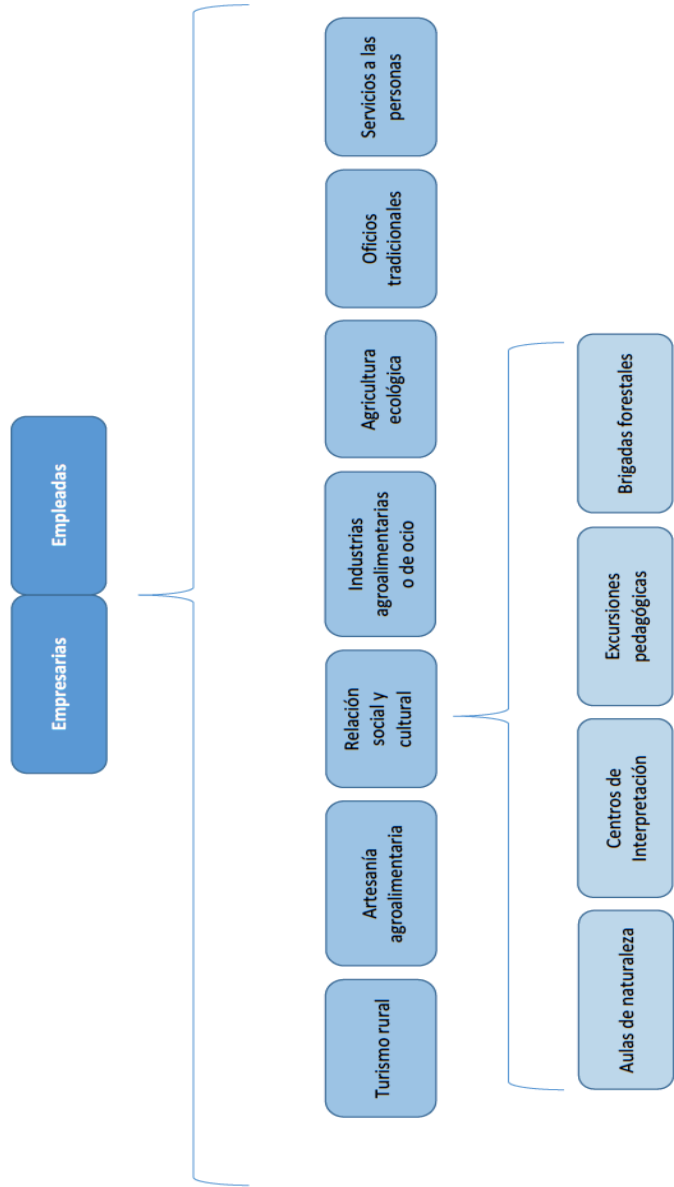 Empresarias
Empleadas
Turismo rural
Artesanía
agroalimentaria
Relación
social y
cultural
Industrias
agroalimentarias
o de ocio
Agricultura
ecológica
Oficios
tradicionales
Servicios a las
personas
Aulas de naturaleza
Centros de
Interpretación
Excursiones
pedagógicas
Brigadas forestales